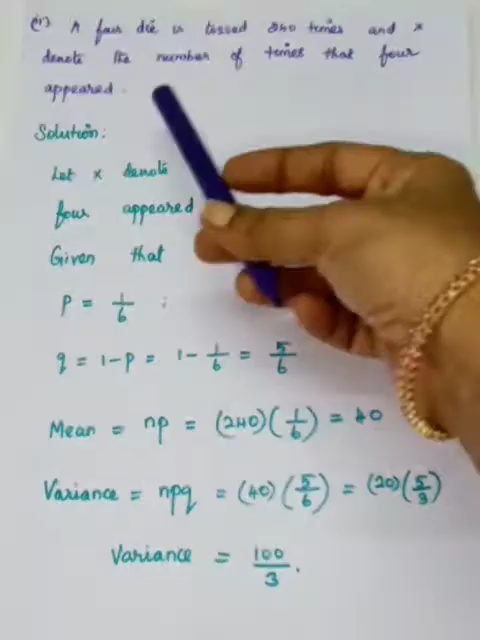 (ii) A fair die is tossed 240 times and x
denote the number of times that four
appeared.
Solution:
Let x denote
four appeared
Given that
P = 1/6 ;
q = 1-P = 1 - 1/6 = 5/6
Mean = np = (240)(1/6) = 40
Variance = npq = (40)(5/6) = (20)(5/3)
Variance = 100/3.